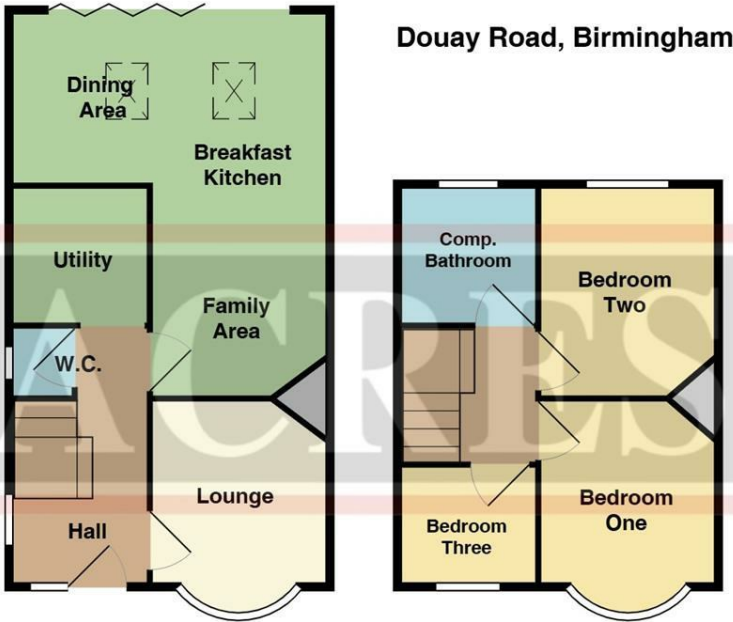 Douay Road, Birmingham
Dining
Area
Breakfast
Kitchen
Utility
Family
Area
W.C.
Lounge
Hall
Comp.
Bathroom
Bedroom
Two
Bedroom
One
Bedroom
Three
ACRES